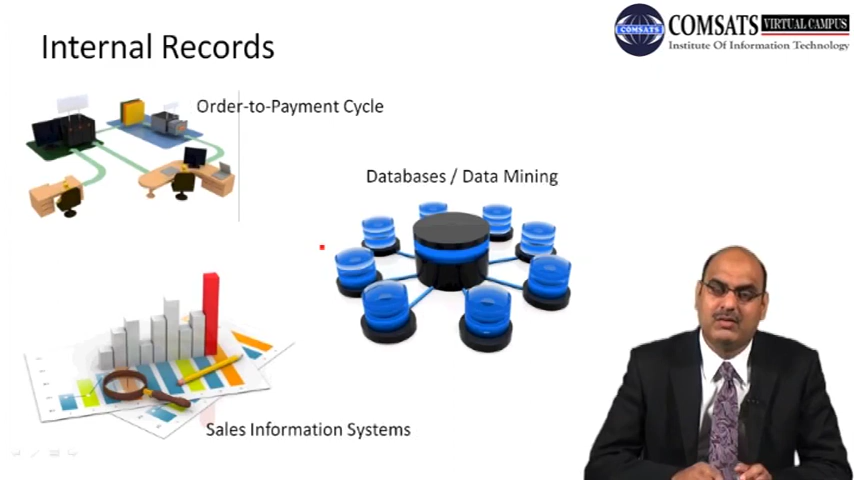 Internal Records
COMSATS VIRTUAL CAMPUS
COMSATS
Institute Of Information Technology
Order-to-Payment Cycle
Databases / Data Mining
Sales Information Systems